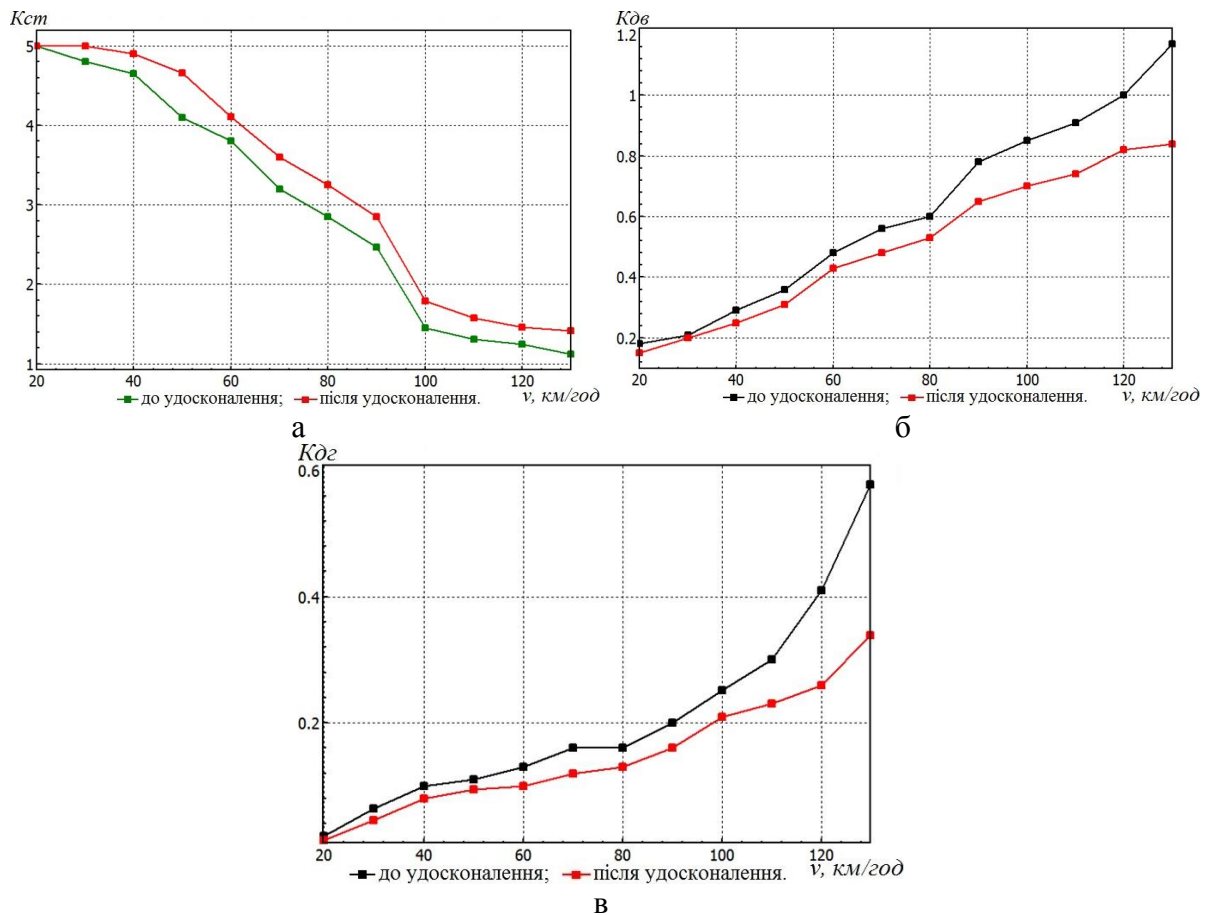 Кст
5
4
3
2
1
20 40 60 80 100 120
до удосконалення; після удосконалення. v, км/год
а
Кдв
1.2
1
0.8
0.6
0.4
0.2
20 40 60 80 100 120
до удосконалення; після удосконалення. v, км/год
б
Кдг
0.6
0.4
0.2
20 40 60 80 100 120
до удосконалення; після удосконалення. v, км/год
в